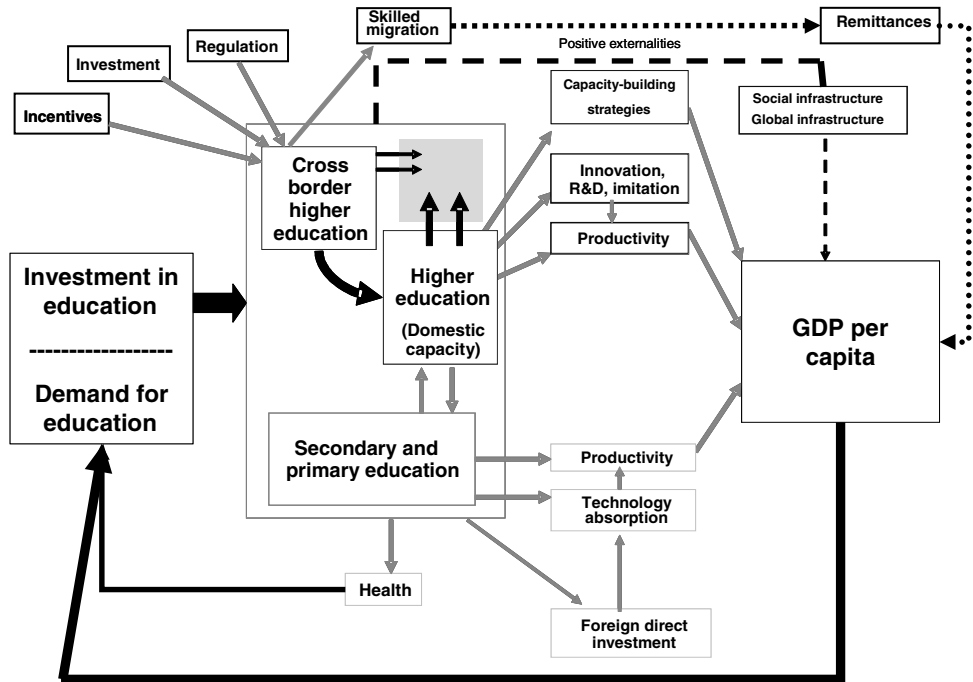 Skilled
migration
Remittances
Regulation
Positive externalities
Investment
Capacity-building
strategies
Social infrastructure
Global infrastructure
Incentives
Cross
border
higher
education
Innovation,
R&D, imitation
Productivity
Investment in
education
------------------
Demand for
education
Higher
education
(Domestic
capacity)
GDP per
capita
Secondary and
primary education
Productivity
Technology
absorption
Health
Foreign direct
investment